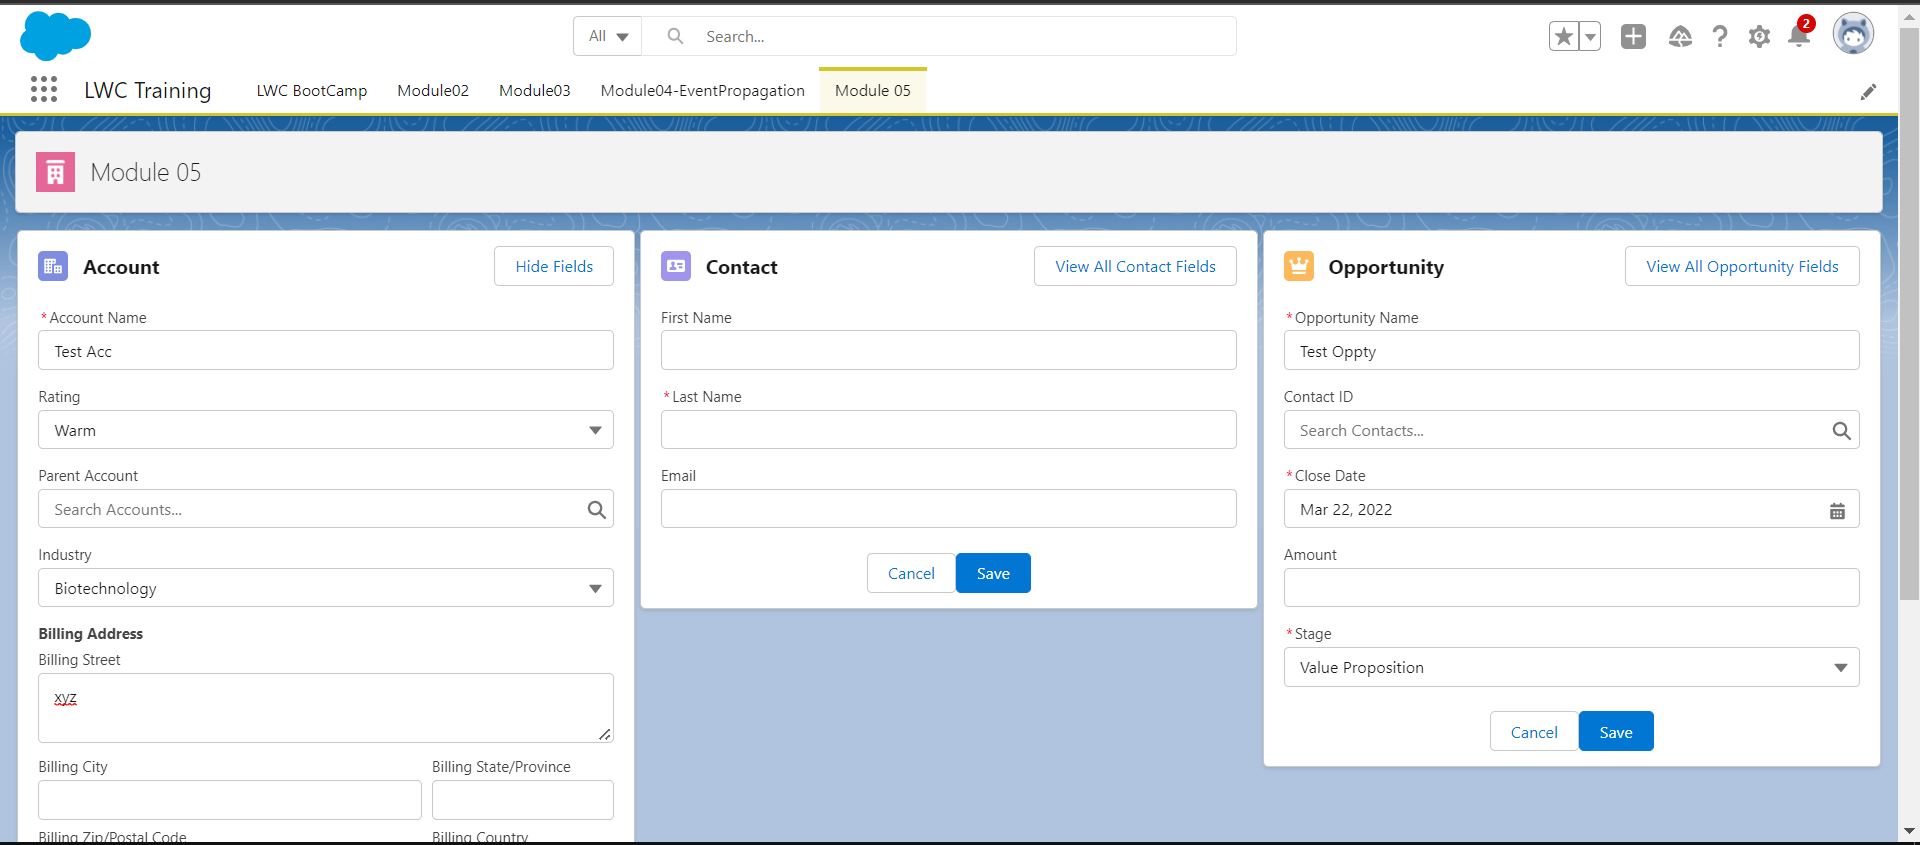 All
Search...
2
LWC Training
LWC BootCamp
Module02
Module03
Module04-EventPropagation
Module 05
Module 05
Account
Hide Fields
*Account Name
Test Acc
Rating
Warm
Parent Account
Search Accounts...
Industry
Biotechnology
Billing Address
Billing Street
xyz
Billing City
Billing State/Province
Billing Zip/Postal Code
Billing Country
Contact
View All Contact Fields
First Name
*Last Name
Email
Cancel
Save
Opportunity
View All Opportunity Fields
*Opportunity Name
Test Oppty
Contact ID
Search Contacts...
*Close Date
Mar 22, 2022
Amount
*Stage
Value Proposition
Cancel
Save